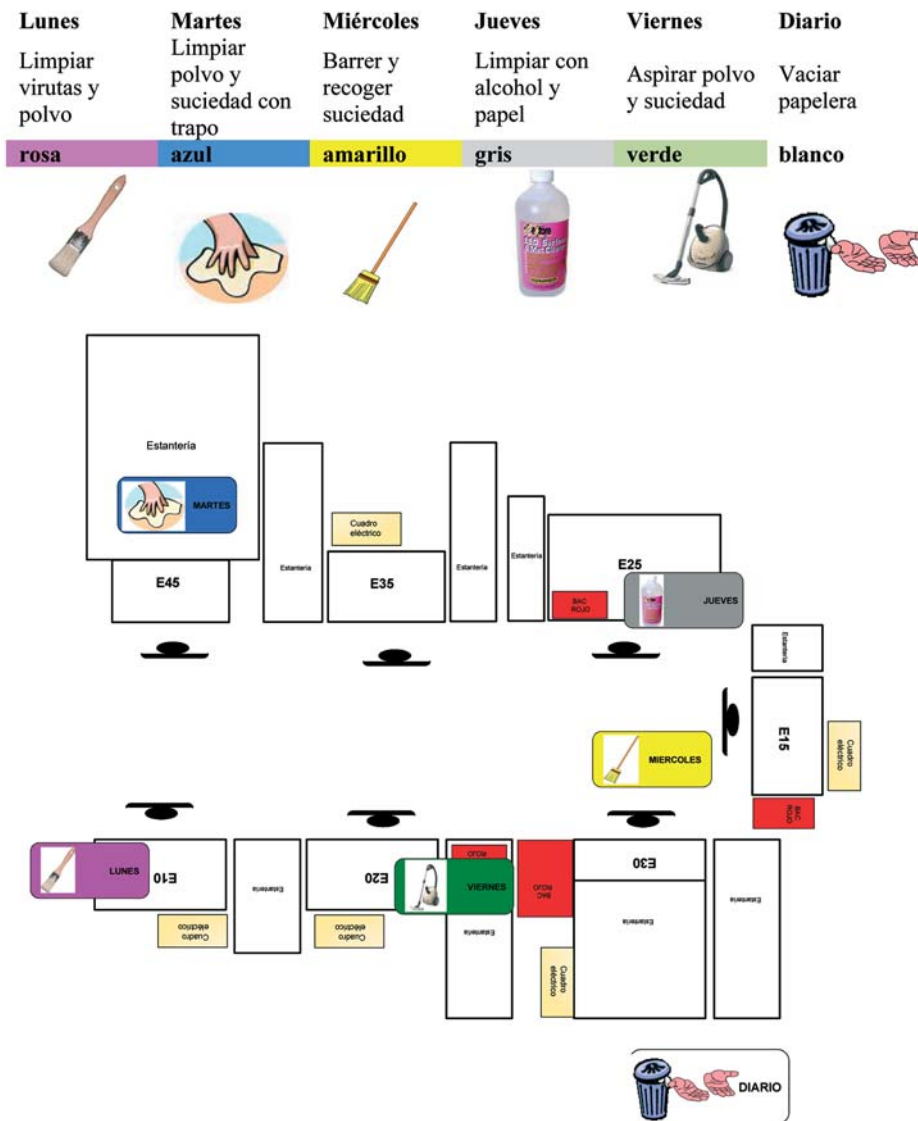 Lunes
Limpiar
virutas y
polvo
Martes
Limpiar
polvo y
suciedad con
trapo
Miércoles
Barrer y
recoger
suciedad
Jueves
Limpiar con
alcohol y
papel
Viernes
Aspìrar polvo
y suciedad
Diario
Vaciar
papelera
rosa
azul
amarillo
gris
verde
blanco
Estantería
MARTES
E45
Estantería
Cuadro
eléctrico
E35
Estantería
Estantería
E25
BAC
ROJO
JUEVES
Estantería
E15
Cuadro
eléctrico
BAC
ROJO
MIERCOLES
LUNES
E10
Cuadro
eléctrico
Estantería
E20
Cuadro
eléctrico
ROJO
VIERNES
Estantería
BAC
ROJO
Cuadro
eléctrico
E30
Estantería
Estantería
DIARIO